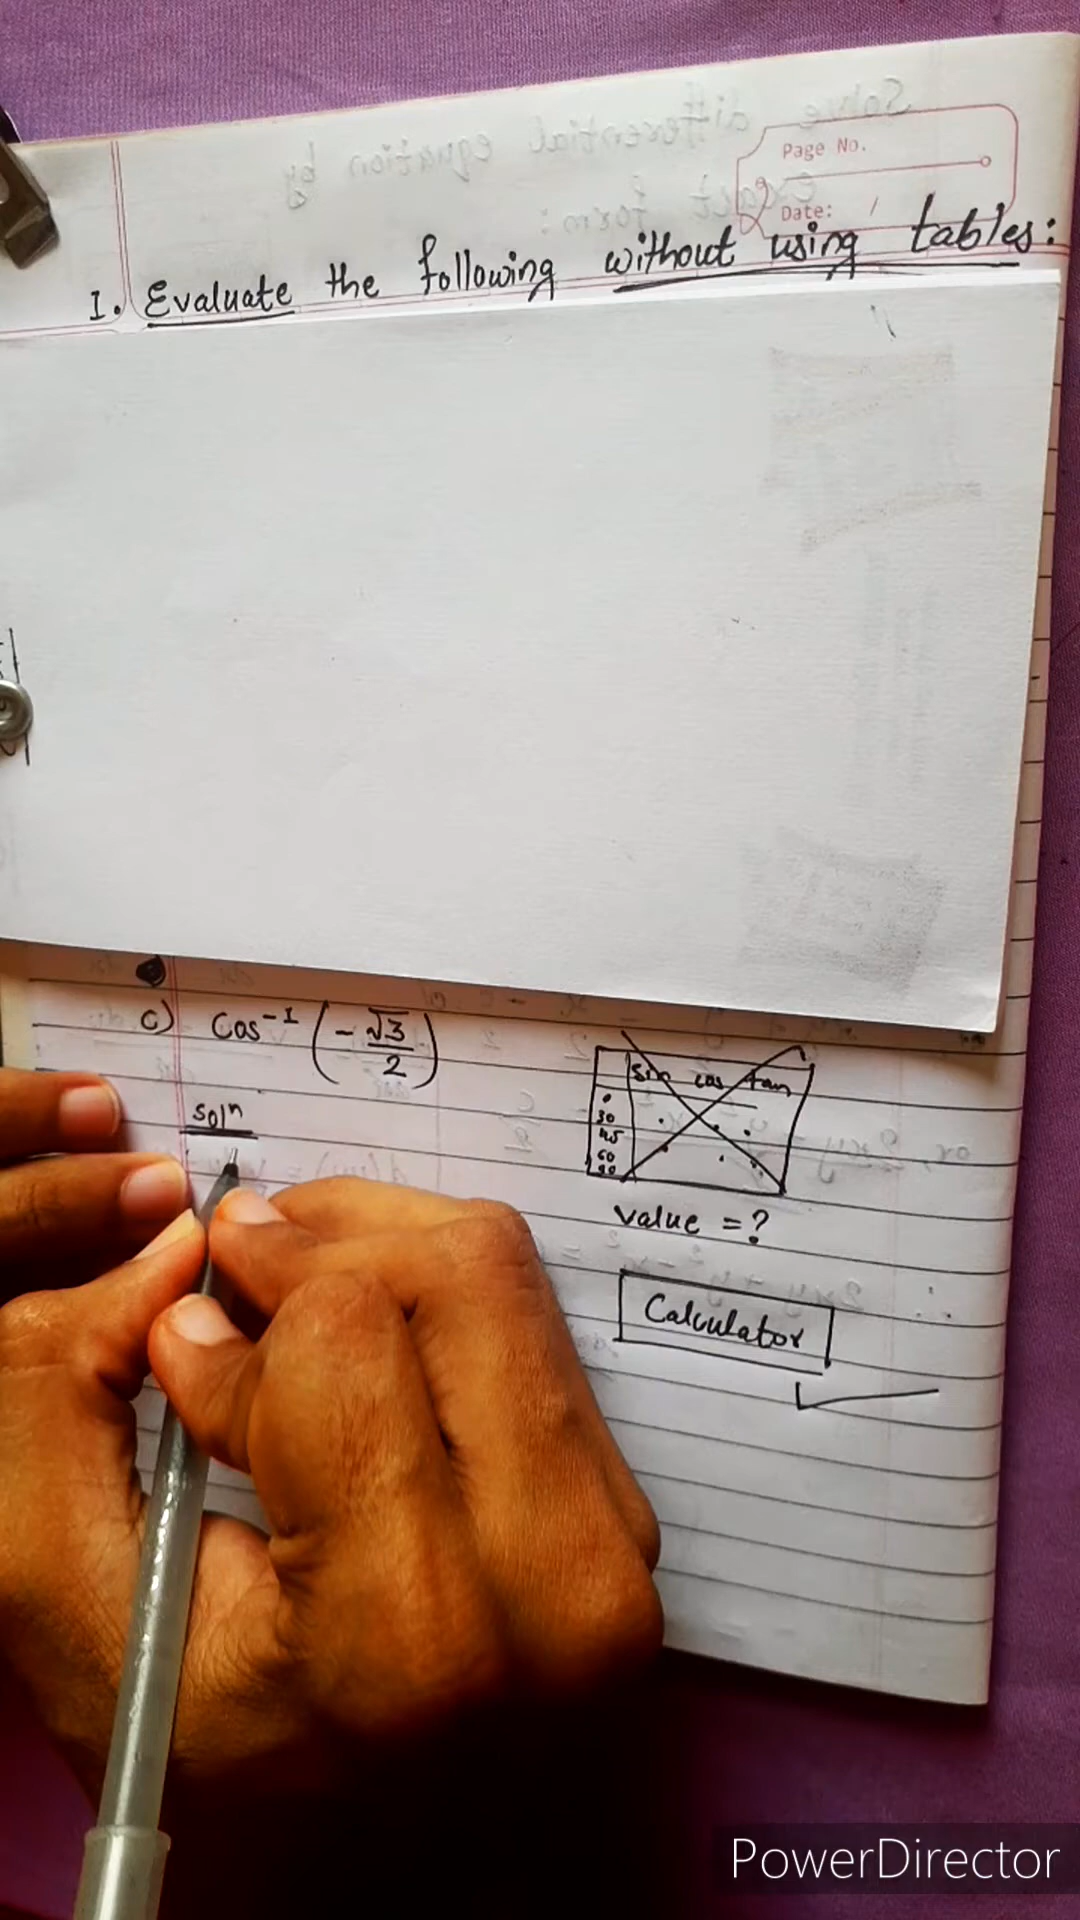 Page No.
Date: /
1. Evaluate the following without using tables:
c) Cos⁻¹ (-√3/2)
Solⁿ
sin cos tan
0
30
45
60
90
value = ?
Calculator
PowerDirector